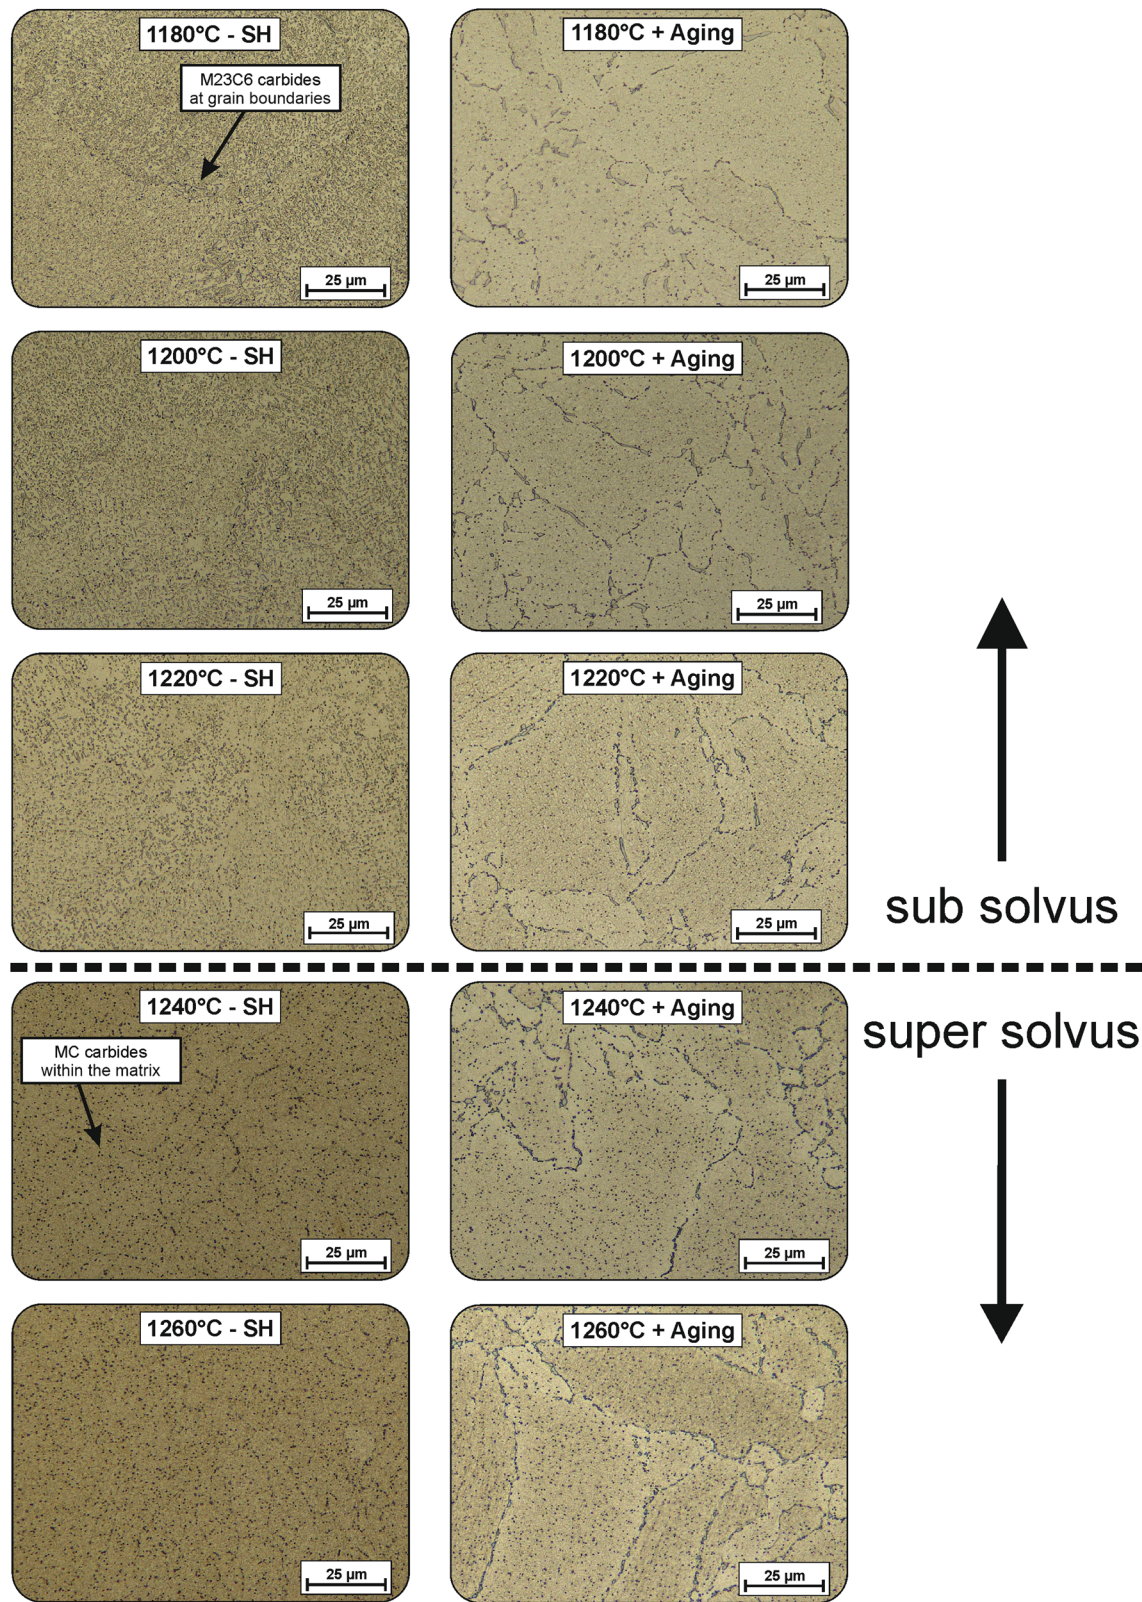 1180°C - SH
M23C6 carbides
at grain boundaries
25 µm
1180°C + Aging
25 µm
1200°C - SH
25 µm
1200°C + Aging
25 µm
1220°C - SH
25 µm
1220°C + Aging
25 µm
sub solvus
1240°C - SH
MC carbides
within the matrix
25 µm
1240°C + Aging
25 µm
super solvus
1260°C - SH
25 µm
1260°C + Aging
25 µm